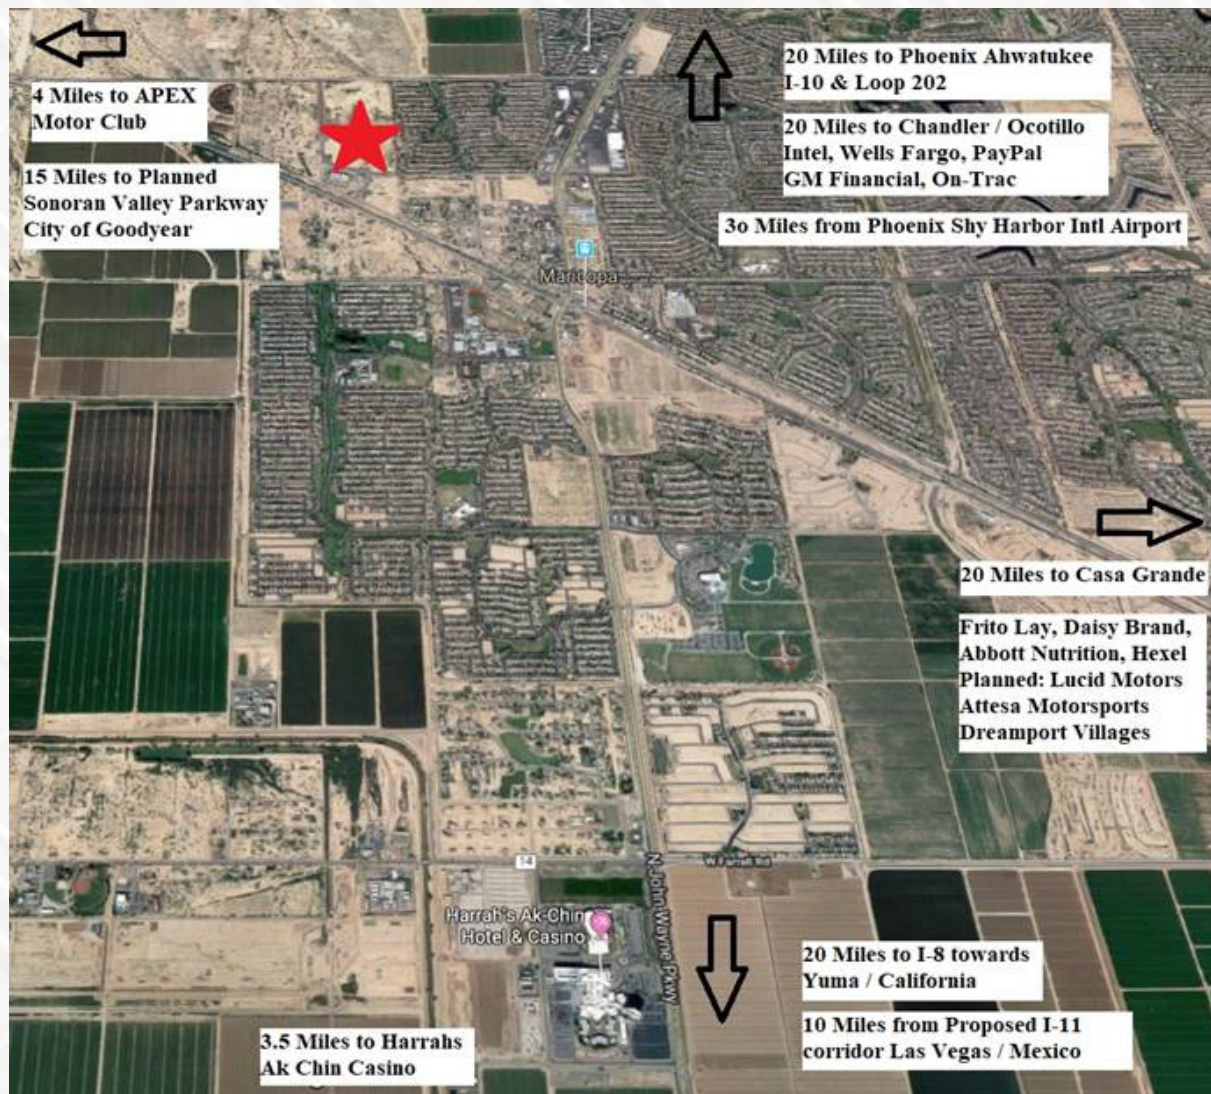 4 Miles to APEX
Motor Club
15 Miles to Planned
Sonoran Valley Parkway
City of Goodyear
20 Miles to Phoenix Ahwatukee
I-10 & Loop 202
20 Miles to Chandler / Ocotillo
Intel, Wells Fargo, PayPal
GM Financial, On-Trac
3o Miles from Phoenix Shy Harbor Intl Airport
Maricopa
20 Miles to Casa Grande
Frito Lay, Daisy Brand,
Abbott Nutrition, Hexel
Planned: Lucid Motors
Attesa Motorsports
Dreamport Villages
14
W Farrell Rd
N John Wayne Pkwy
Harrah's Ak-Chin
Hotel & Casino
20 Miles to I-8 towards
Yuma / California
10 Miles from Proposed I-11
corridor Las Vegas / Mexico
3.5 Miles to Harrahs
Ak Chin Casino